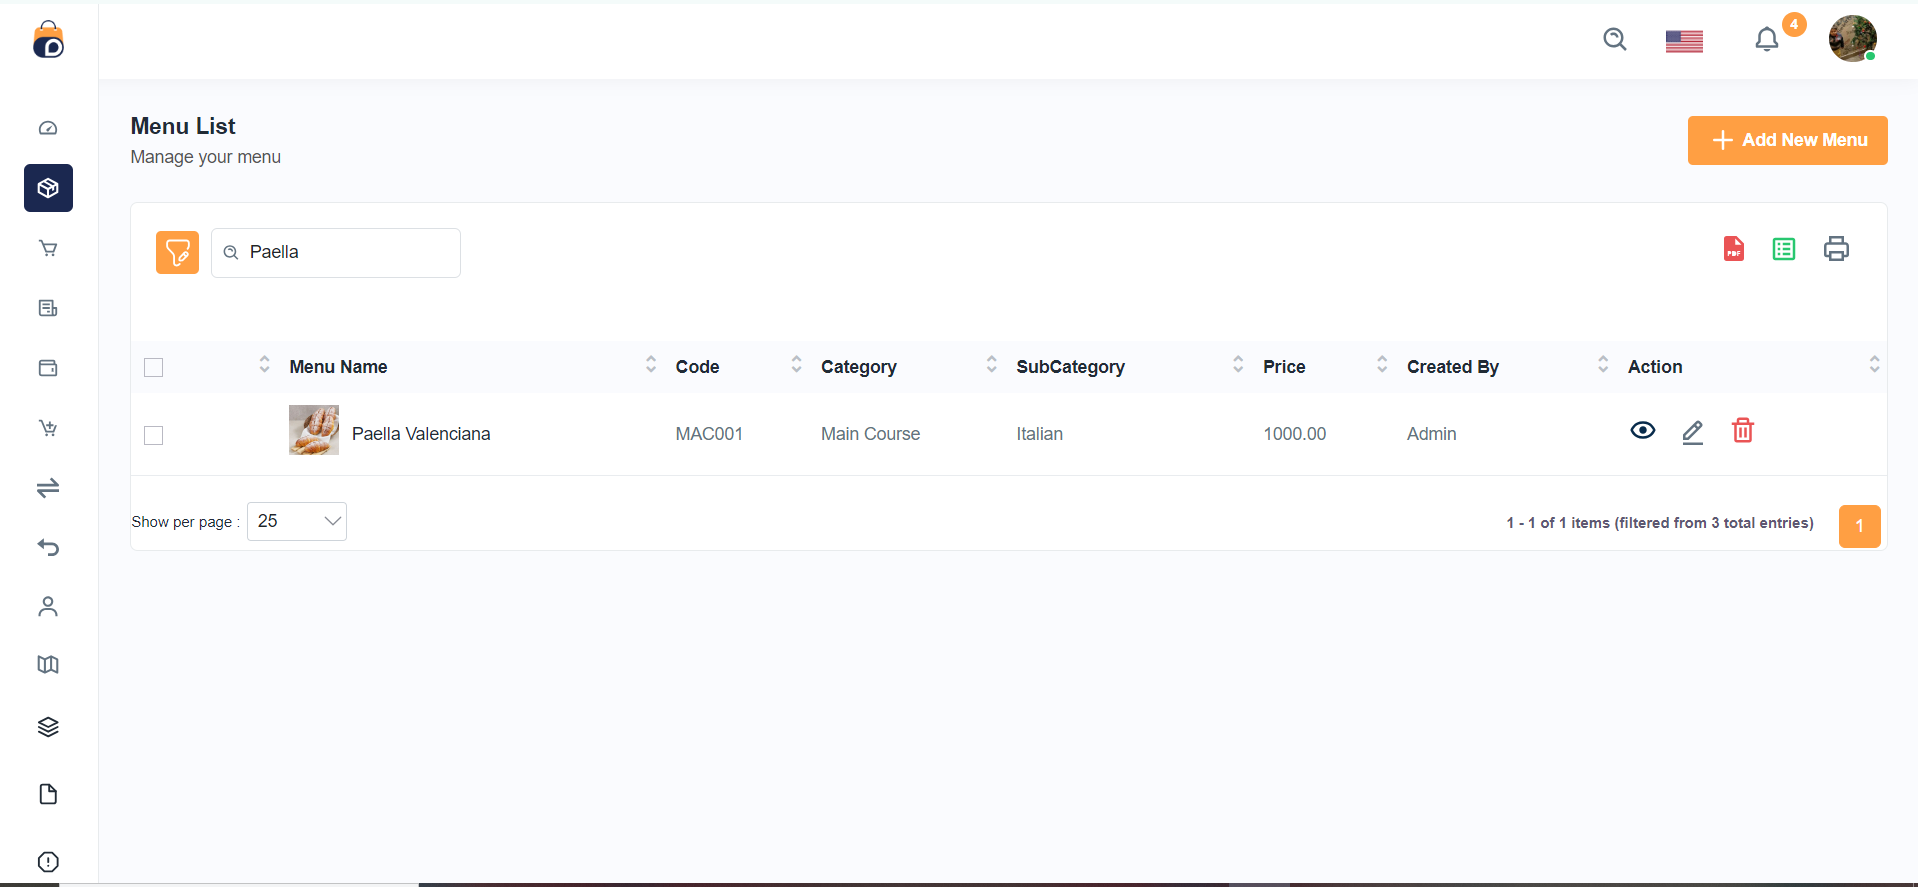 4
Menu List
Manage your menu
Add New Menu
Paella
PDF
Menu Name Code Category SubCategory Price Created By Action
Paella Valenciana MAC001 Main Course Italian 1000.00 Admin
Show per page : 25
1 - 1 of 1 items (filtered from 3 total entries) 1